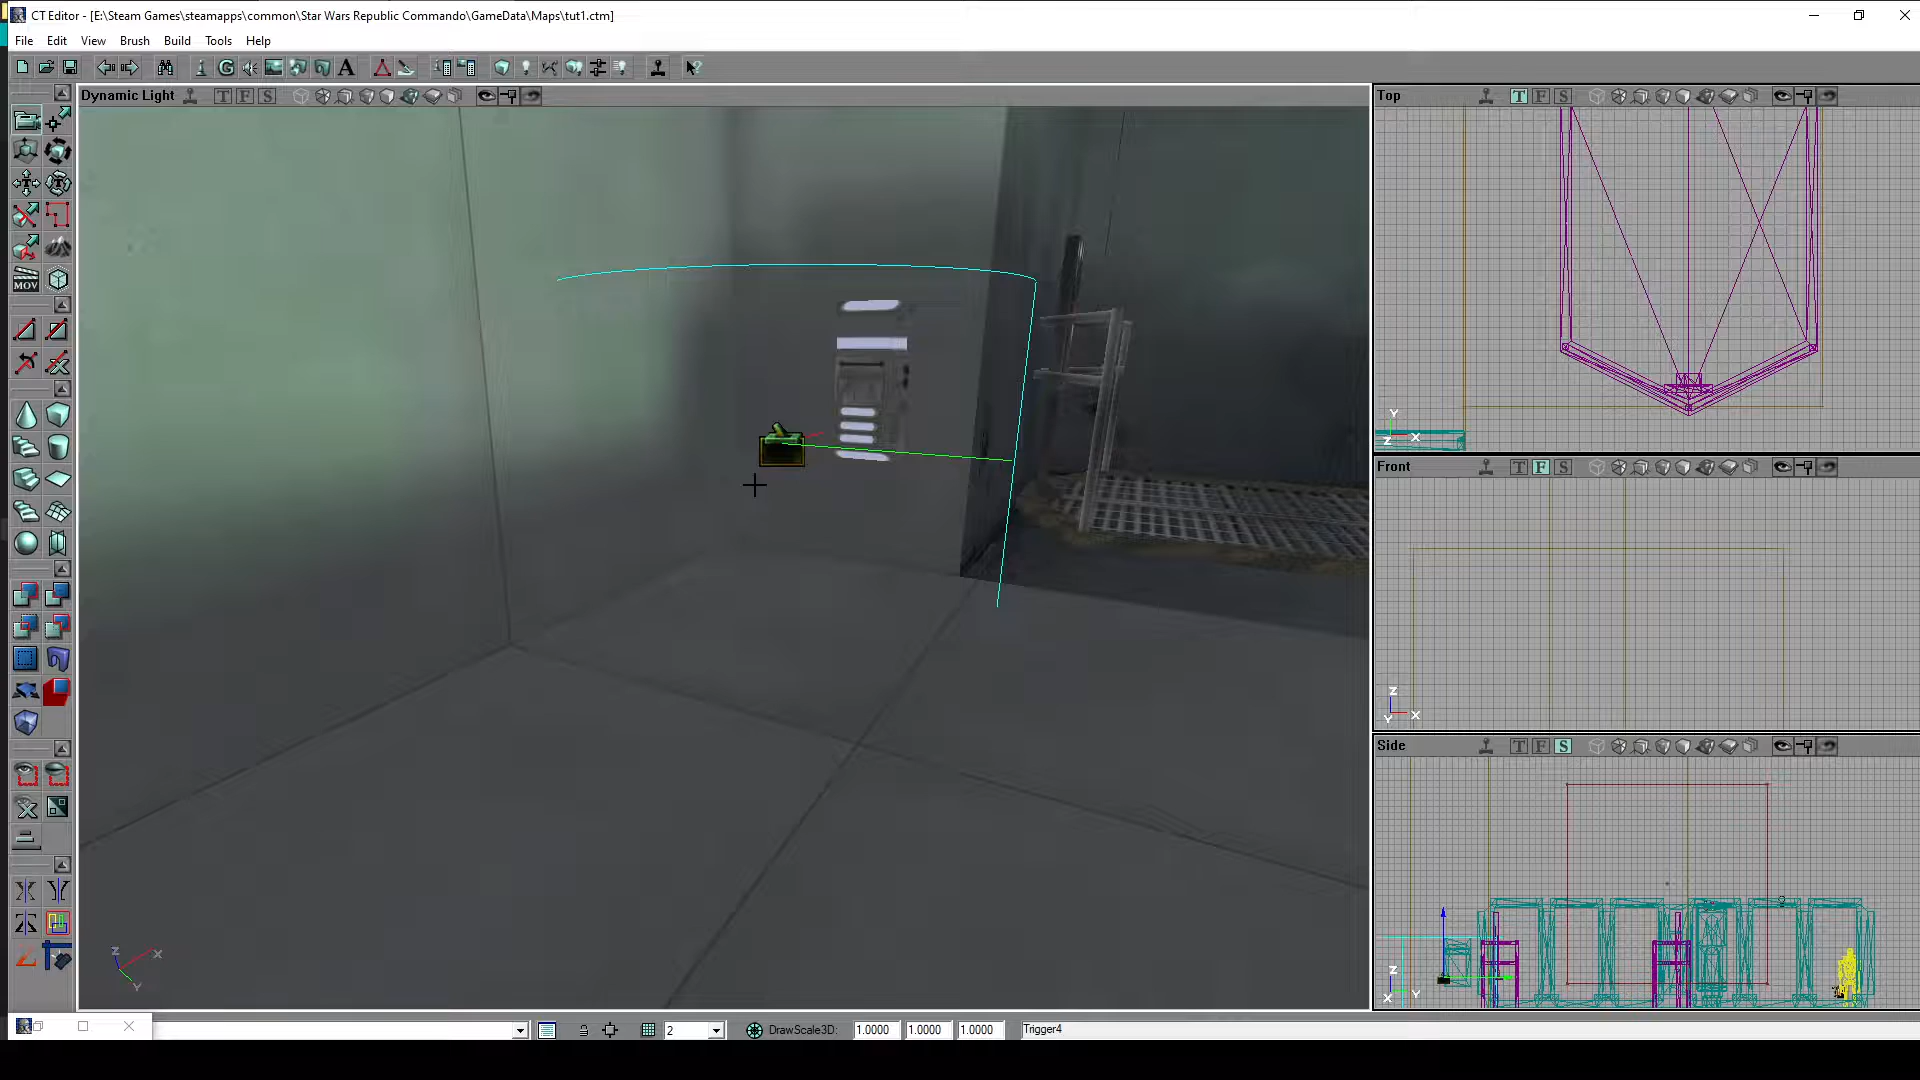 CT Editor - [E:\Steam Games\steamapps\common\Star Wars Republic Commando\GameData\Maps\tut1.ctm]
File Edit View Brush Build Tools Help
Dynamic Light T F S
Top T F S
MOV
Y
Z X
Front T F S
Z
Y X
Side T F S
Z
X Y
Z X
Y
2 DrawScale3D: 1.0000 1.0000 1.0000 Trigger4